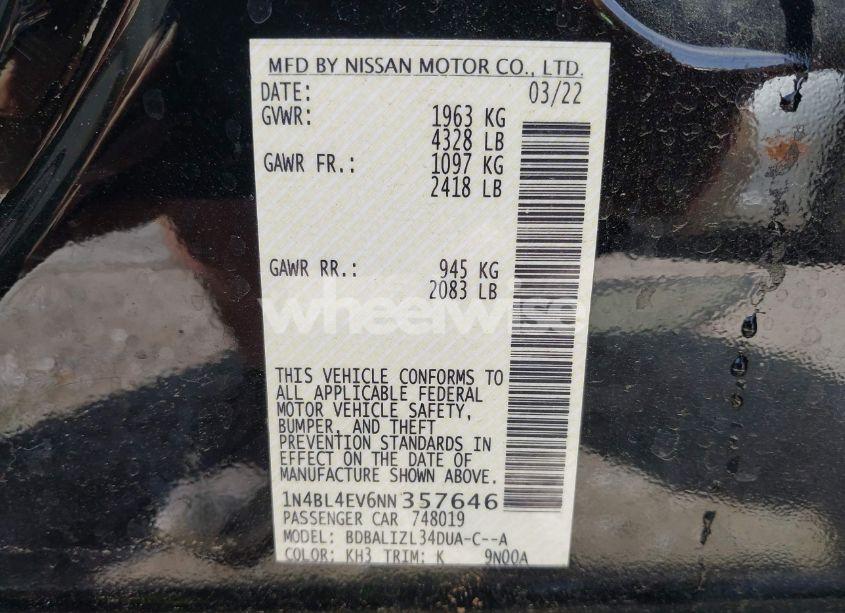 MFD BY NISSAN MOTOR CO., LTD.
DATE: 03/22
GVWR: 1963 KG
4328 LB
GAWR FR.: 1097 KG
2418 LB
GAWR RR.: 945 KG
2083 LB
wheelwise
THIS VEHICLE CONFORMS TO
ALL APPLICABLE FEDERAL
MOTOR VEHICLE SAFETY,
BUMPER, AND THEFT
PREVENTION STANDARDS IN
EFFECT ON THE DATE OF
MANUFACTURE SHOWN ABOVE.
1N4BL4EV6NN357646
PASSENGER CAR 748019
MODEL: BDBALIZL34DUA-C--A
COLOR: KH3 TRIM: K 9N00A